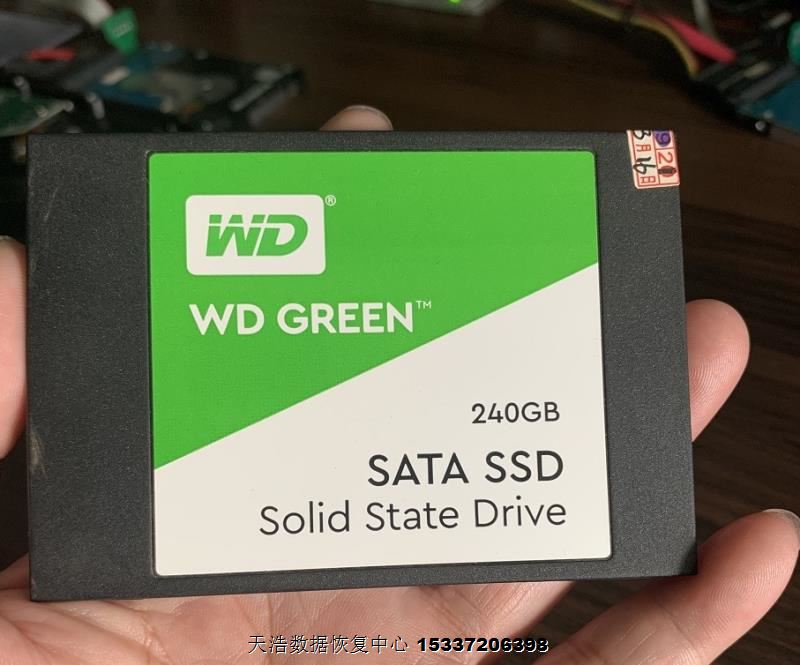 WD®
WD GREEN™
240GB
SATA SSD
Solid State Drive
天浩数据恢复中心 15337206398